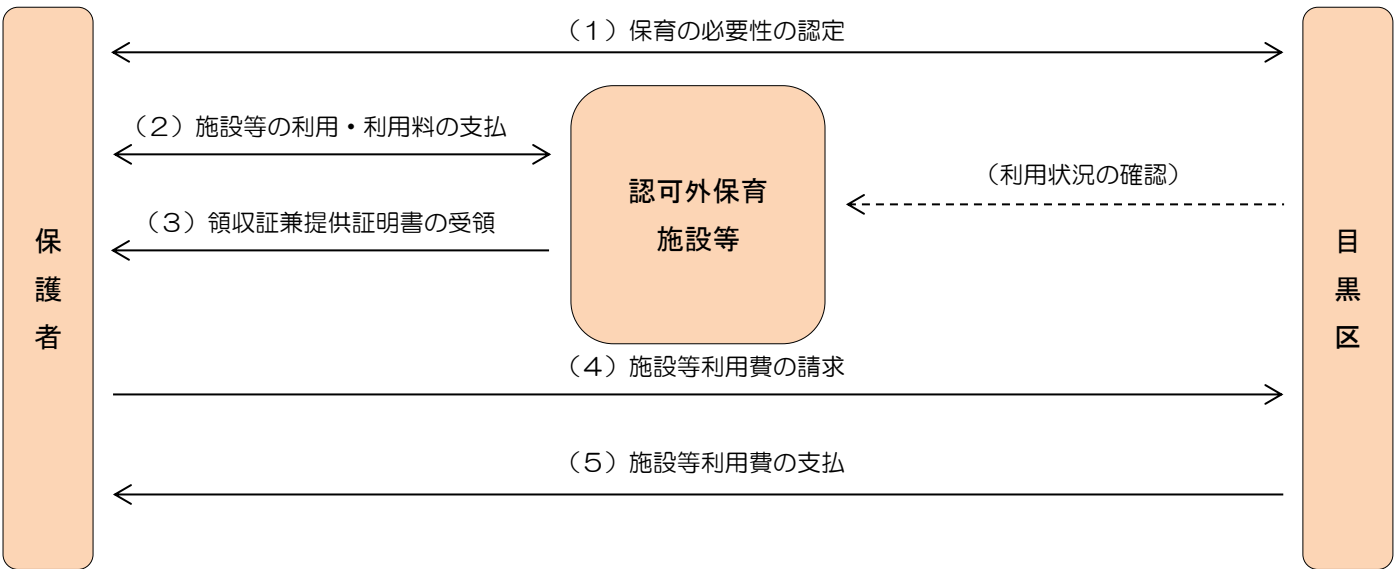 （１）保育の必要性の認定
（２）施設等の利用・利用料の支払
（利用状況の確認）
認可外保育
施設等
（３）領収証兼提供証明書の受領
保護者
目黒区
（４）施設等利用費の請求
（５）施設等利用費の支払